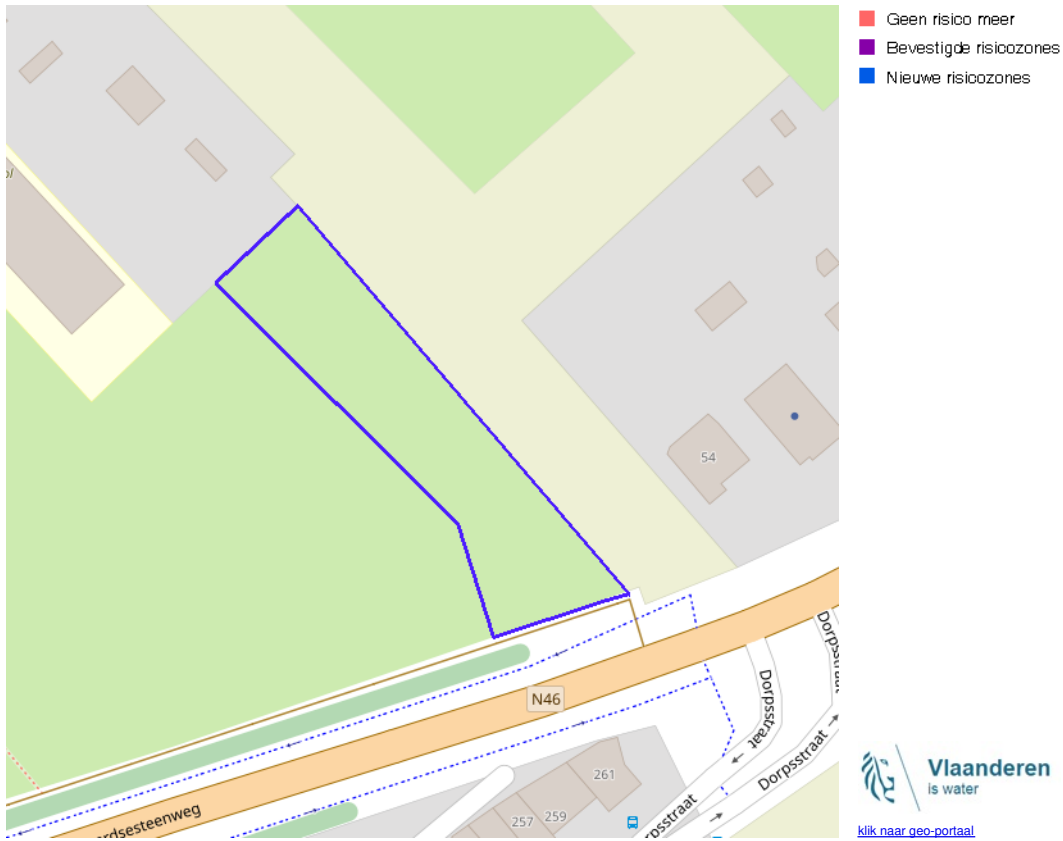 Geen risico meer
Bevestigde risicozones
Nieuwe risicozones
54
Dorpsstraat
Dorpsstraat
N46
Dorpsstraat
261
259
257
Vlaanderen
is water
klik naar geo-portaal